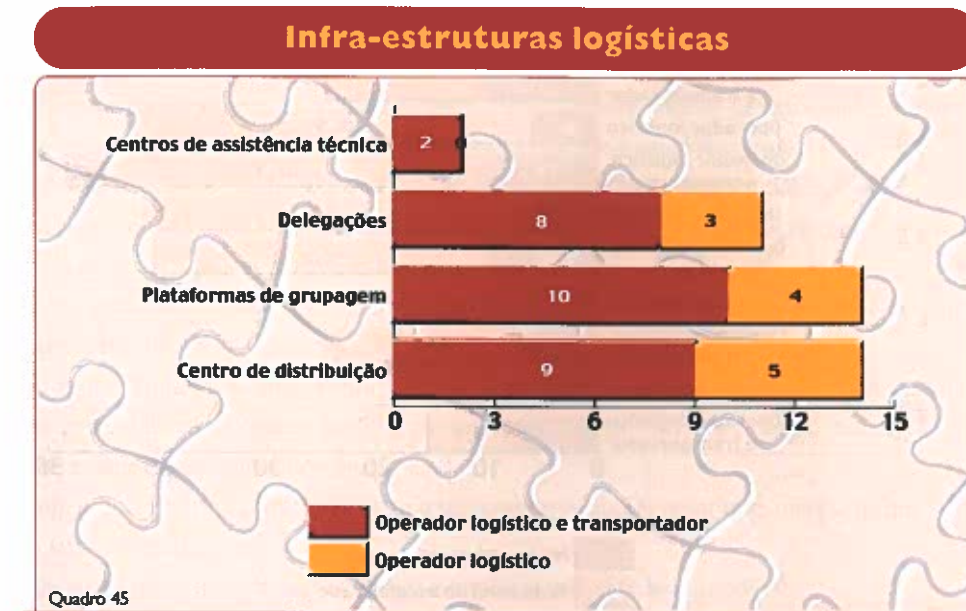 Infra-estruturas logísticas
Centros de assistência técnica 2 0
Delegações 8 3
Plataformas de grupagem 10 4
Centro de distribuição 9 5
0 3 6 9 12 15
Operador logístico e transportador
Operador logístico
Quadro 45